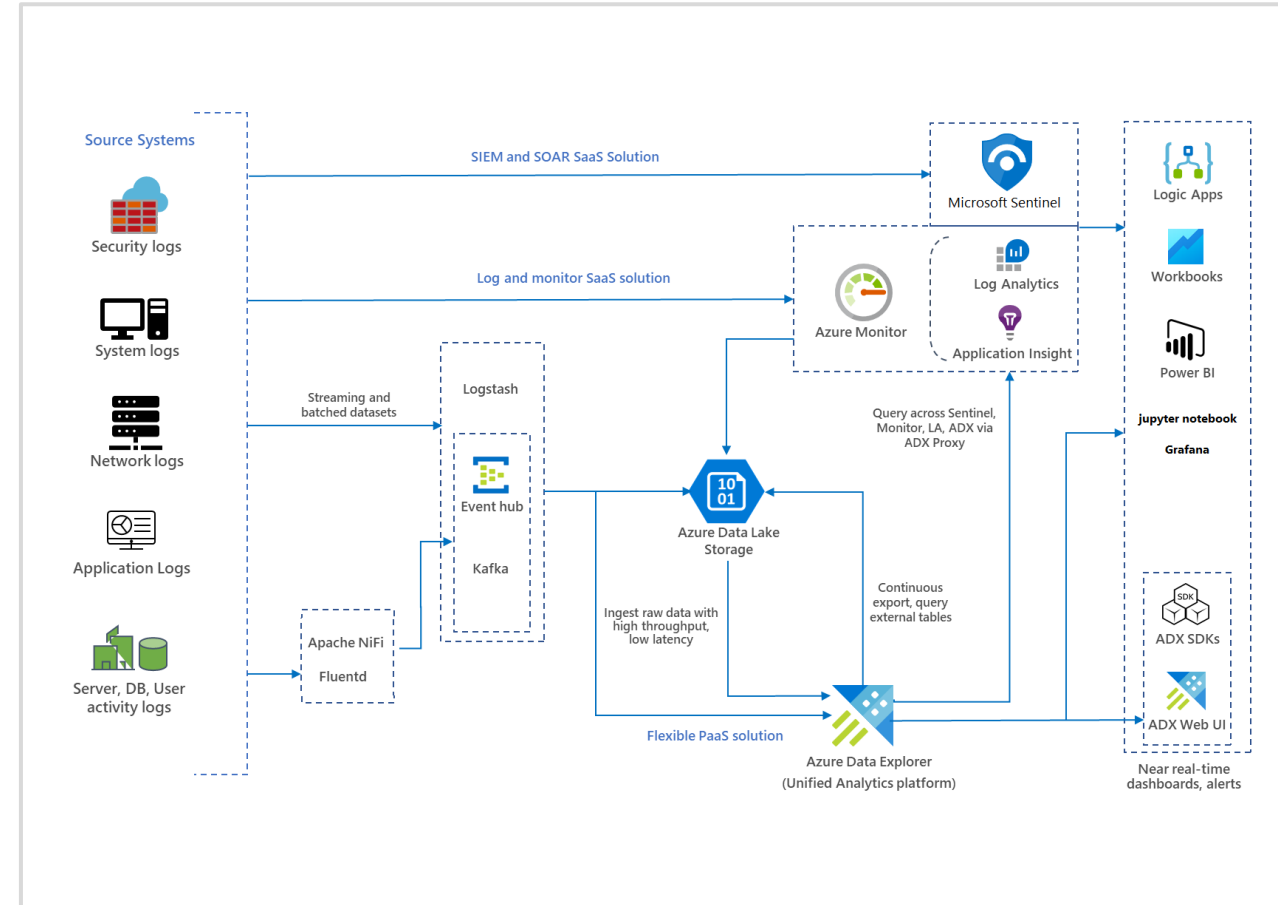 Source Systems
Security logs
System logs
Network logs
Application Logs
Server, DB, User
activity logs
SIEM and SOAR SaaS Solution
Log and monitor SaaS solution
Streaming and
batched datasets
Apache NiFi
Fluentd
Logstash
Event hub
Kafka
Microsoft Sentinel
Azure Monitor
Log Analytics
Application Insight
Query across Sentinel,
Monitor, LA, ADX via
ADX Proxy
10
01
Azure Data Lake
Storage
Ingest raw data with
high throughput,
low latency
Continuous
export, query
external tables
Flexible PaaS solution
Azure Data Explorer
(Unified Analytics platform)
Logic Apps
Workbooks
Power BI
jupyter notebook
Grafana
SDK
ADX SDKs
ADX Web UI
Near real-time
dashboards, alerts